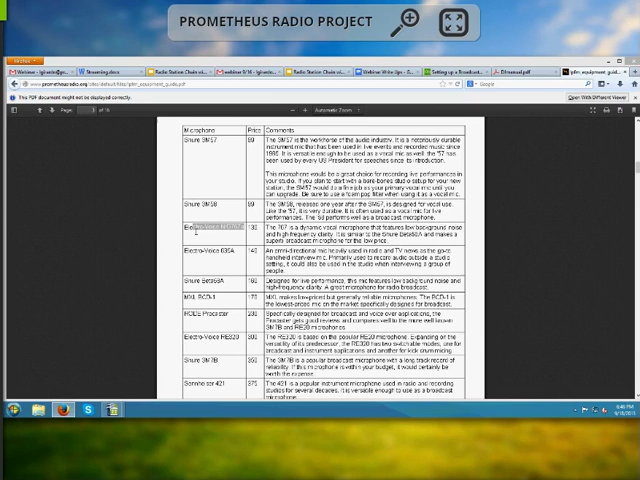 PROMETHEUS RADIO PROJECT
www.prometheusradio.org
This PDF document might not be displayed correctly.
Open With Different Viewer
Page:
Automatic Zoom
Microphone Price Comments
Shure SM57 99 The SM57 is the workhorse of the audio industry. It is a notoriously durable
instrument mic that has been used in live events and recorded music since
It is versatile enough to be used as a vocal mic as well; the '57 has
been used by every US President for speeches since its introduction.
This microphone would be a great choice for recording live performances in
your studio. If you plan to start a bare-bones studio setup for your new
station, the SM57 would do a fine job as your primary vocal mic until you
can upgrade. Be sure to use a foam pop filter when using it as a vocal mic.
Shure SM58 99 The SM58, released one year after the SM57, is designed for vocal use.
Like the '57, it is very durable. It is often used as a vocal mic for live
performances. The '58 performs well as a broadcast mic.
130 The 767 is a dynamic vocal microphone that features low background noise
and high frequency clarity. It is similar to the Shure Beta58A and makes a
superb broadcast microphone for the low price.
Electro-Voice 635A 140 An omni-directional mic heavily used in radio and TV news as the go-to
handheld interview mic. Primarily used to record audio outside a studio
setting, it could also be used in the studio when interviewing a group of
people.
Shure Beta58A 160 Designed for live performance, this mic features low background noise and
high-frequency clarity. A great microphone for radio broadcast.
MXL BCD-1 170 MXL makes low-priced but generally reliable microphones. The BCD-1 is
the lowest-priced mic on the market specifically designed for broadcast.
RODE Procaster 230 Specifically designed for broadcast and voice over applications, the
Procaster gets good reviews and compares well to the more well known
SM7B and RE20 microphones.
Electro-Voice RE320 300 The RE320 is based on the popular RE20 microphone. Expanding on the
versatility of its predecessor, the RE320 has two switchable modes, one for
broadcast and instrument applications and another for kick drum miking.
Shure SM7B 350 The SM7B is a popular broadcast microphone with a long track record of
reliability. If this microphone is within your budget, it would certainly be
worth the expense.
Sennheiser 421 375 The 421 is a popular instrument microphone used in radio and recording
studios for several decades. It is versatile enough to use as a broadcast
microphone.